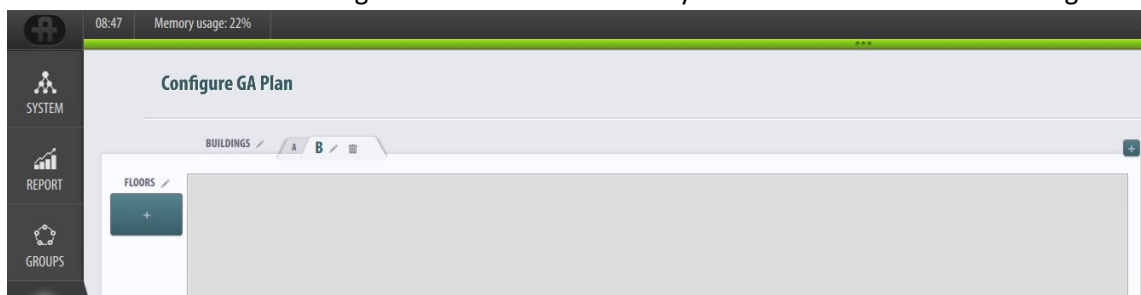 08:47 Memory usage: 22%
Configure GA Plan
SYSTEM
BUILDINGS A B
REPORT
FLOORS
+
+
GROUPS